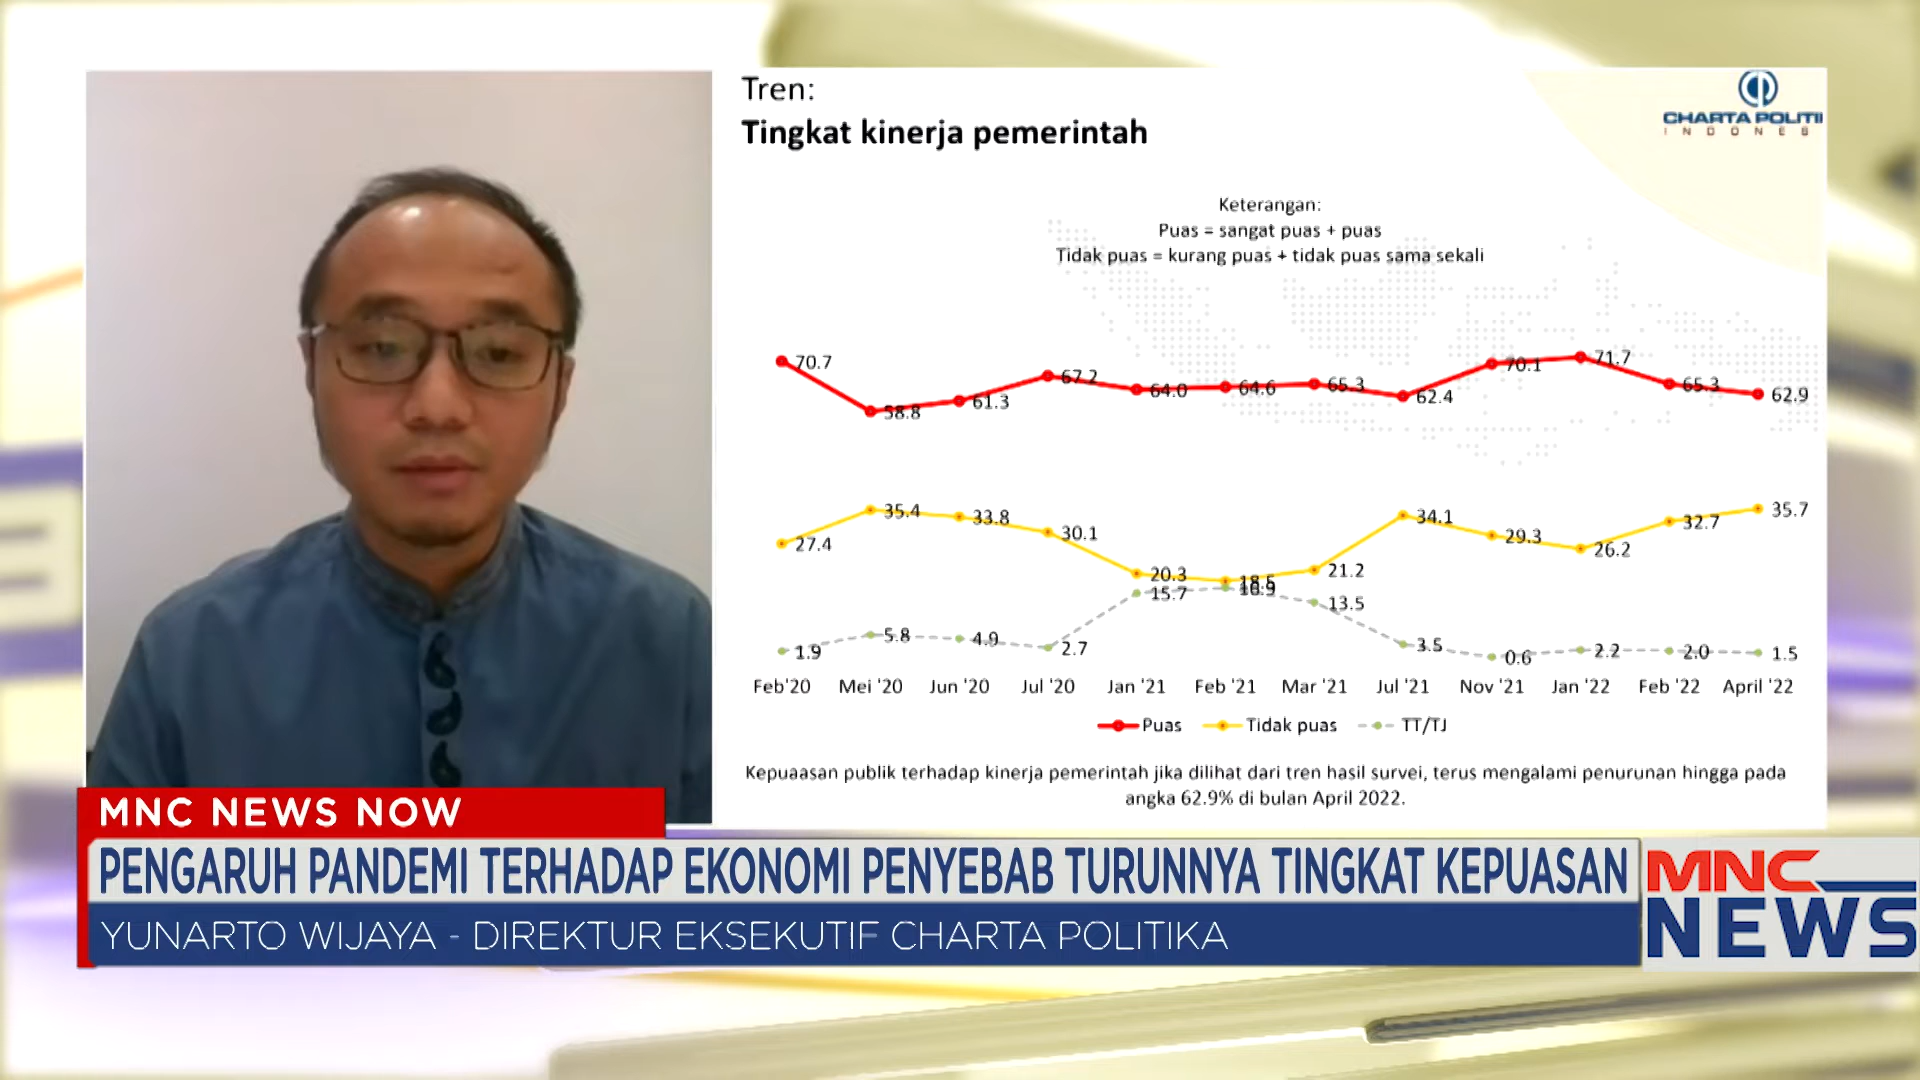 Tren:
Tingkat kinerja pemerintah
CHARTA POLITI
INDONES
Keterangan:
Puas = sangat puas + puas
Tidak puas = kurang puas + tidak puas sama sekali
70.7 58.8 61.3 67.2 64.0 64.6 65.3 62.4 70.1 71.7 65.3 62.9
27.4 35.4 33.8 30.1 20.3 18.5 21.2 34.1 29.3 26.2 32.7 35.7
1.9 5.8 4.9 2.7 15.7 16.9 13.5 3.5 0.6 2.2 2.0 1.5
Feb'20 Mei '20 Jun '20 Jul '20 Jan '21 Feb '21 Mar '21 Jul '21 Nov '21 Jan '22 Feb '22 April '22
Puas Tidak puas TT/TJ
Kepuaasan publik terhadap kinerja pemerintah jika dilihat dari tren hasil survei, terus mengalami penurunan hingga pada
angka 62.9% di bulan April 2022.
MNC NEWS NOW
PENGARUH PANDEMI TERHADAP EKONOMI PENYEBAB TURUNNYA TINGKAT KEPUASAN
YUNARTO WIJAYA - DIREKTUR EKSEKUTIF CHARTA POLITIKA
MNC
NEWS